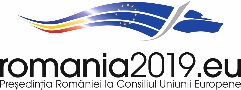 romania2019.eu
Președinția României la Consiliul Uniunii Europene